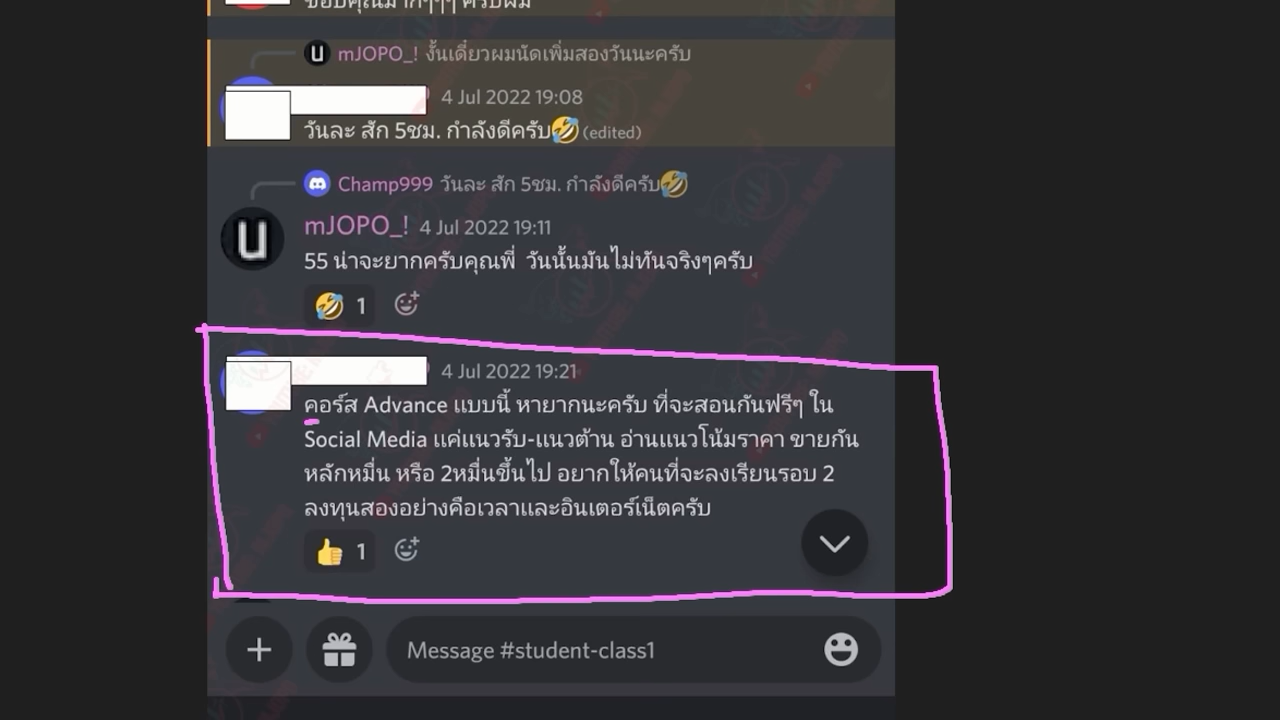 ขอบคุณมากๆๆๆ ครับผม
mJOPO_! งั้นเดี๋ยวผมนัดเพิ่มสองวันนะครับ
4 Jul 2022 19:08
วันละ สัก 5ชม. กำลังดีครับ🤣 (edited)
Champ999 วันละ สัก 5ชม. กำลังดีครับ🤣
mJOPO_! 4 Jul 2022 19:11
55 น่าจะยากครับคุณพี่ วันนั้นมันไม่ทันจริงๆครับ
🤣 1
4 Jul 2022 19:21
คอร์ส Advance แบบนี้ หายากนะครับ ที่จะสอนกันฟรีๆ ใน
Social Media แค่แนวรับ-แนวต้าน อ่านแนวโน้มราคา ขายกัน
หลักหมื่น หรือ 2หมื่นขึ้นไป อยากให้คนที่จะลงเรียนรอบ 2
ลงทุนสองอย่างคือเวลาและอินเตอร์เน็ตครับ
👍 1
Message #student-class1